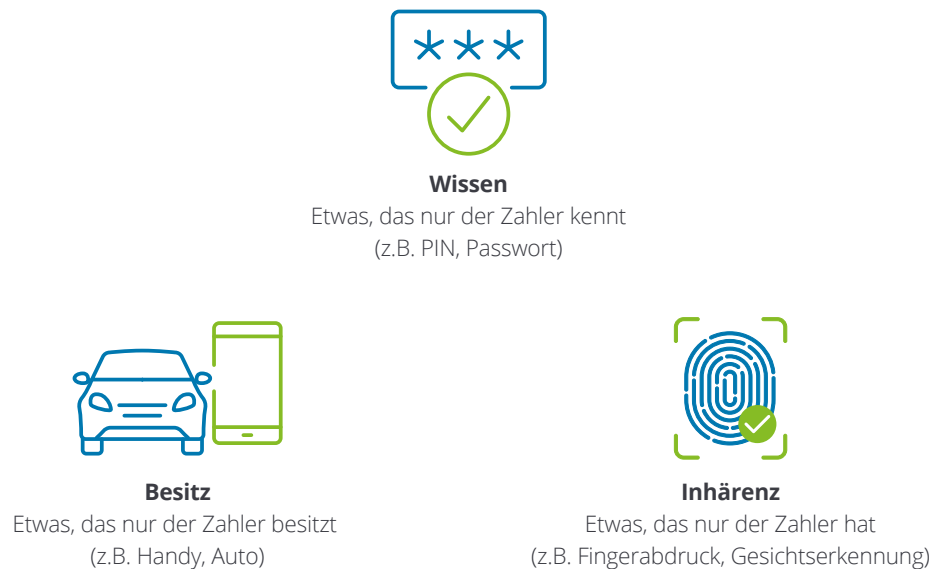 ***
Wissen
Etwas, das nur der Zahler kennt
(z.B. PIN, Passwort)
Besitz
Etwas, das nur der Zahler besitzt
(z.B. Handy, Auto)
Inhärenz
Etwas, das nur der Zahler hat
(z.B. Fingerabdruck, Gesichtserkennung)